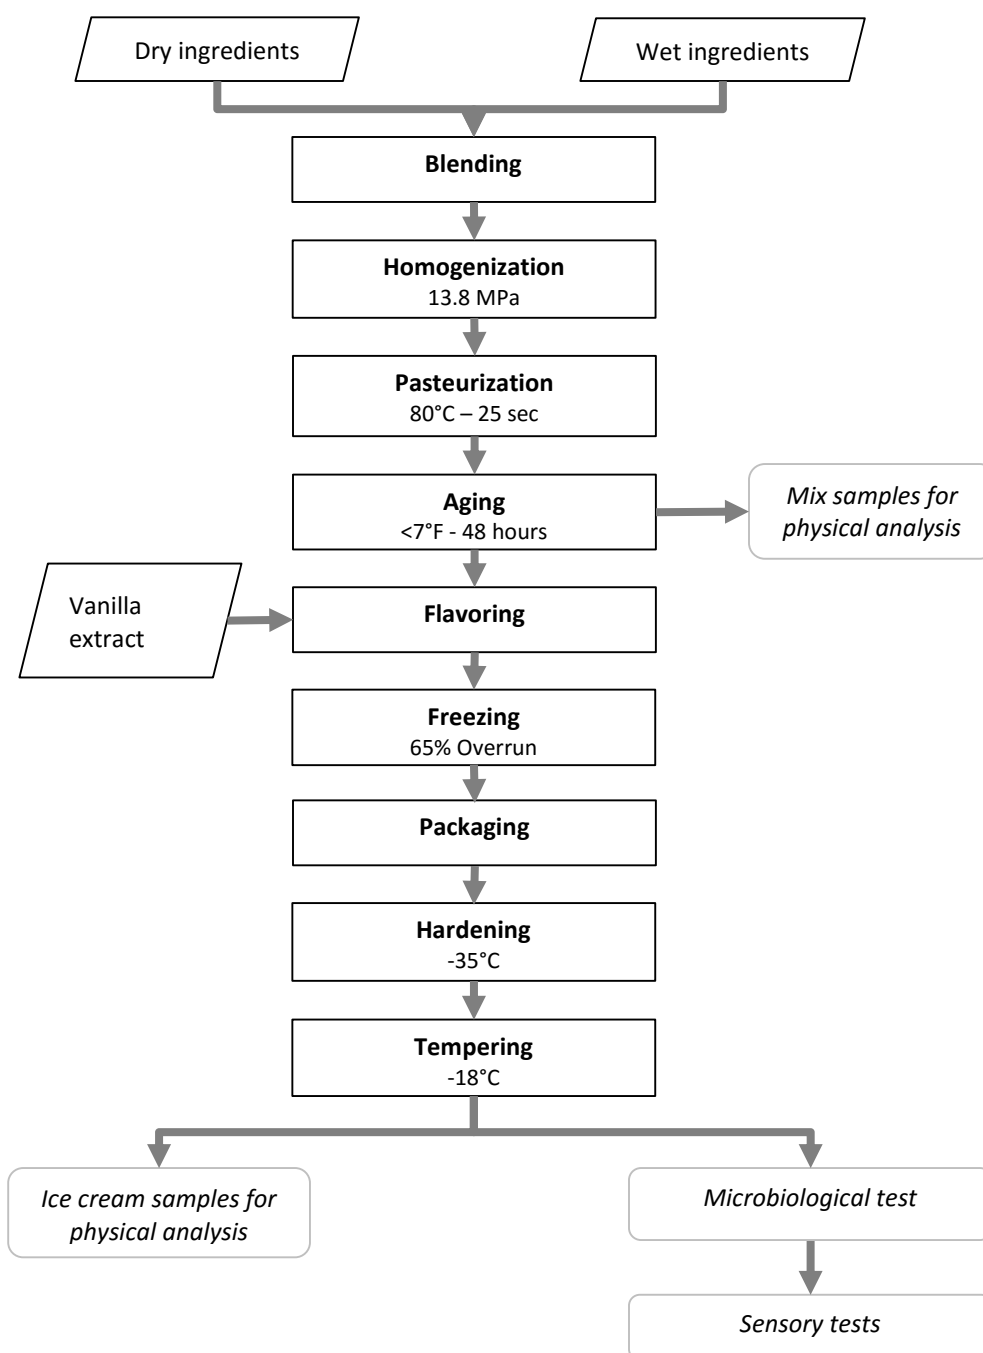 Dry ingredients
Wet ingredients
Blending
Homogenization
13.8 MPa
Pasteurization
80°C – 25 sec
Aging
<7°F - 48 hours
Mix samples for
physical analysis
Vanilla
extract
Flavoring
Freezing
65% Overrun
Packaging
Hardening
-35°C
Tempering
-18°C
Ice cream samples for
physical analysis
Microbiological test
Sensory tests